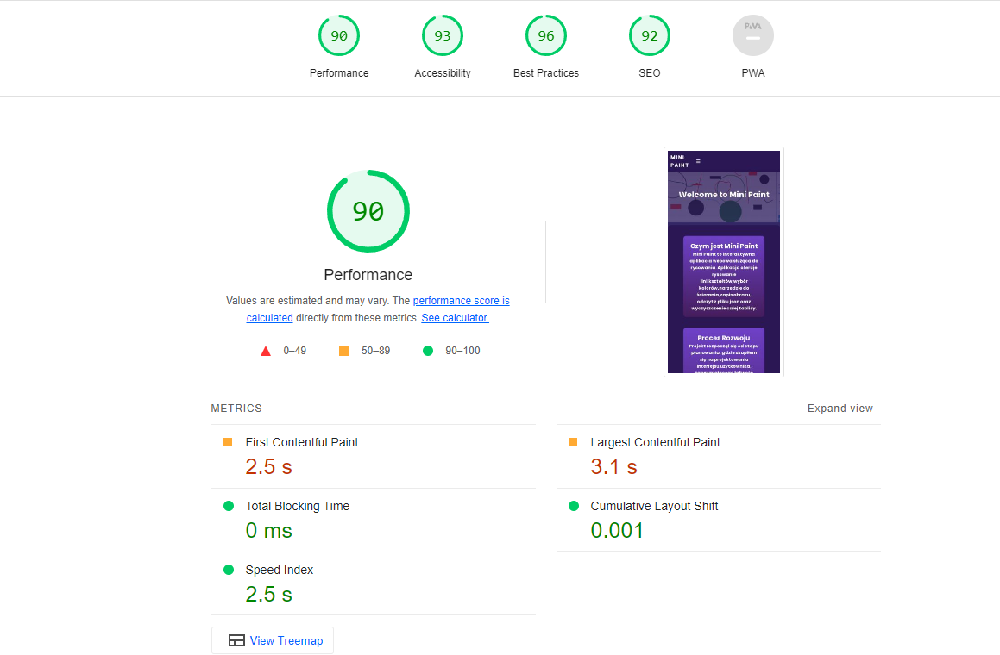 90
93
96
92
PWA
Performance
Accessibility
Best Practices
SEO
PWA
90
Performance
Values are estimated and may vary. The performance score is
calculated directly from these metrics. See calculator.
0–49
50–89
90–100
MINI
PAINT
Welcome to Mini Paint
Czym jest Mini Paint
Mini Paint to interaktywna
aplikacja webowa służąca do
rysowania. Aplikacja oferuje
rysowanie
lini,kształtów,wybór
kolorów,narzędzie do
ścierania,zapis obrazu,
odczyt z pliku json oraz
wyczyszczenie całej tablicy.
Proces Rozwoju
Projekt rozpoczął się od etapu
planowania, gdzie skupiłem
się na projektowaniu
interfejsu użytkownika.
METRICS
Expand view
First Contentful Paint
2.5 s
Largest Contentful Paint
3.1 s
Total Blocking Time
0 ms
Cumulative Layout Shift
0.001
Speed Index
2.5 s
View Treemap